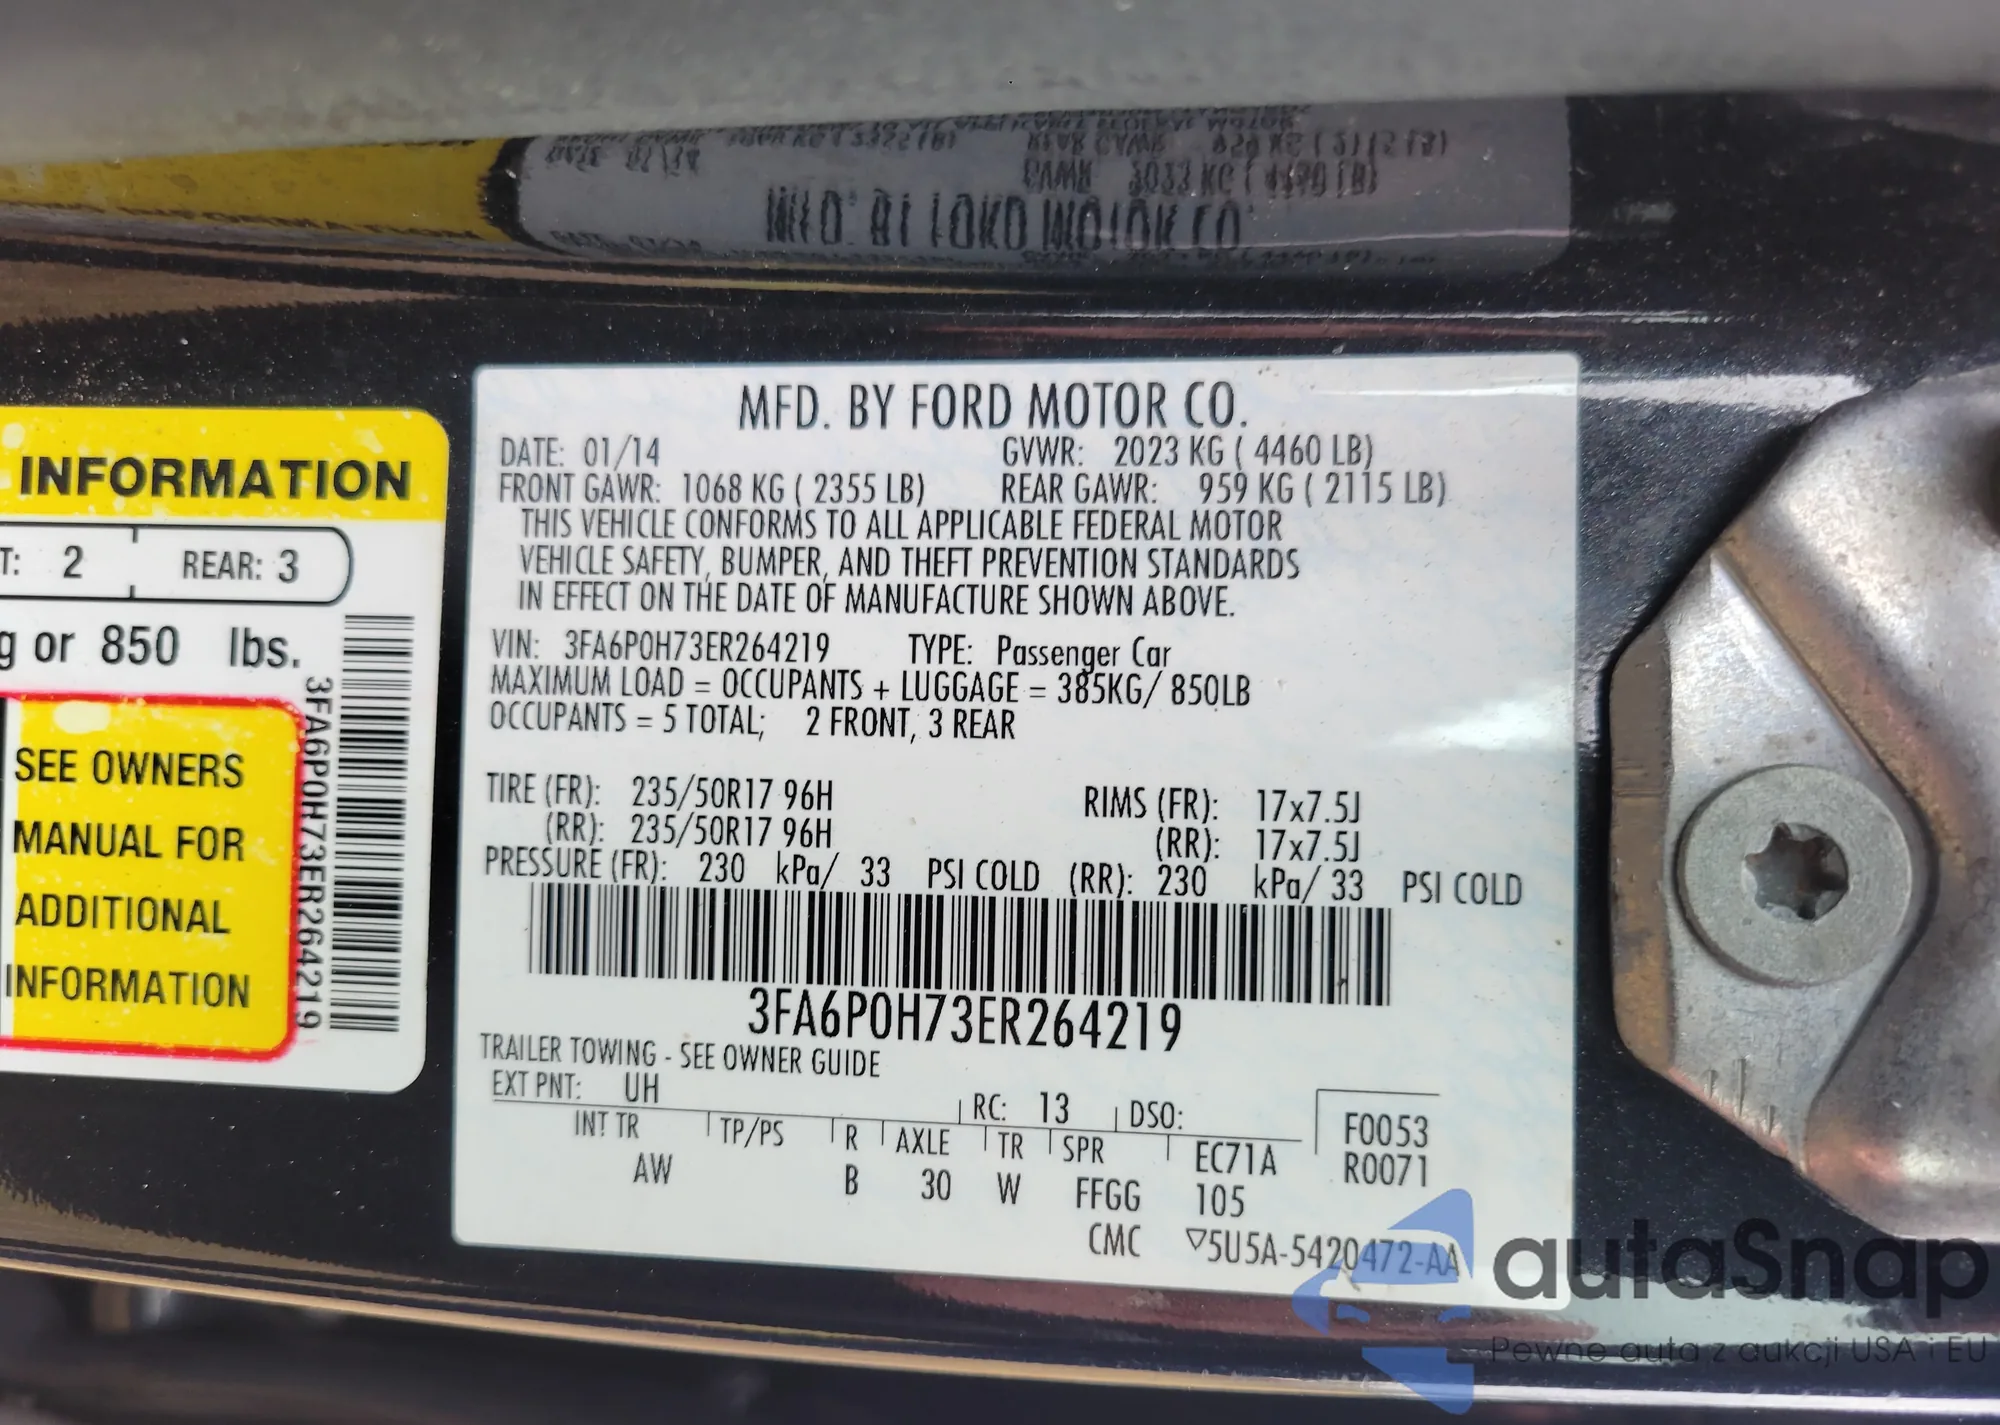 INFORMATION
T: 2 REAR: 3
g or 850 lbs.
SEE OWNERS
MANUAL FOR
ADDITIONAL
INFORMATION
3FA6P0H73ER264219
MFD. BY FORD MOTOR CO.
DATE: 01/14 GVWR: 2023 KG ( 4460 LB)
FRONT GAWR: 1068 KG ( 2355 LB) REAR GAWR: 959 KG ( 2115 LB)
THIS VEHICLE CONFORMS TO ALL APPLICABLE FEDERAL MOTOR
VEHICLE SAFETY, BUMPER, AND THEFT PREVENTION STANDARDS
IN EFFECT ON THE DATE OF MANUFACTURE SHOWN ABOVE.
VIN: 3FA6P0H73ER264219 TYPE: Passenger Car
MAXIMUM LOAD = OCCUPANTS + LUGGAGE = 385KG/ 850LB
OCCUPANTS = 5 TOTAL; 2 FRONT, 3 REAR
TIRE (FR): 235/50R17 96H RIMS (FR): 17x7.5J
(RR): 235/50R17 96H (RR): 17x7.5J
PRESSURE (FR): 230 kPa/ 33 PSI COLD (RR): 230 kPa/ 33 PSI COLD
3FA6P0H73ER264219
TRAILER TOWING - SEE OWNER GUIDE
EXT PNT: UH RC: 13 DSO: F0053
INT TR TP/PS R AXLE TR SPR EC71A R0071
AW B 30 W FFGG 105
CMC ▽5U5A-5420472-AA
autaSnap
Pewne auta z aukcji USA i EU